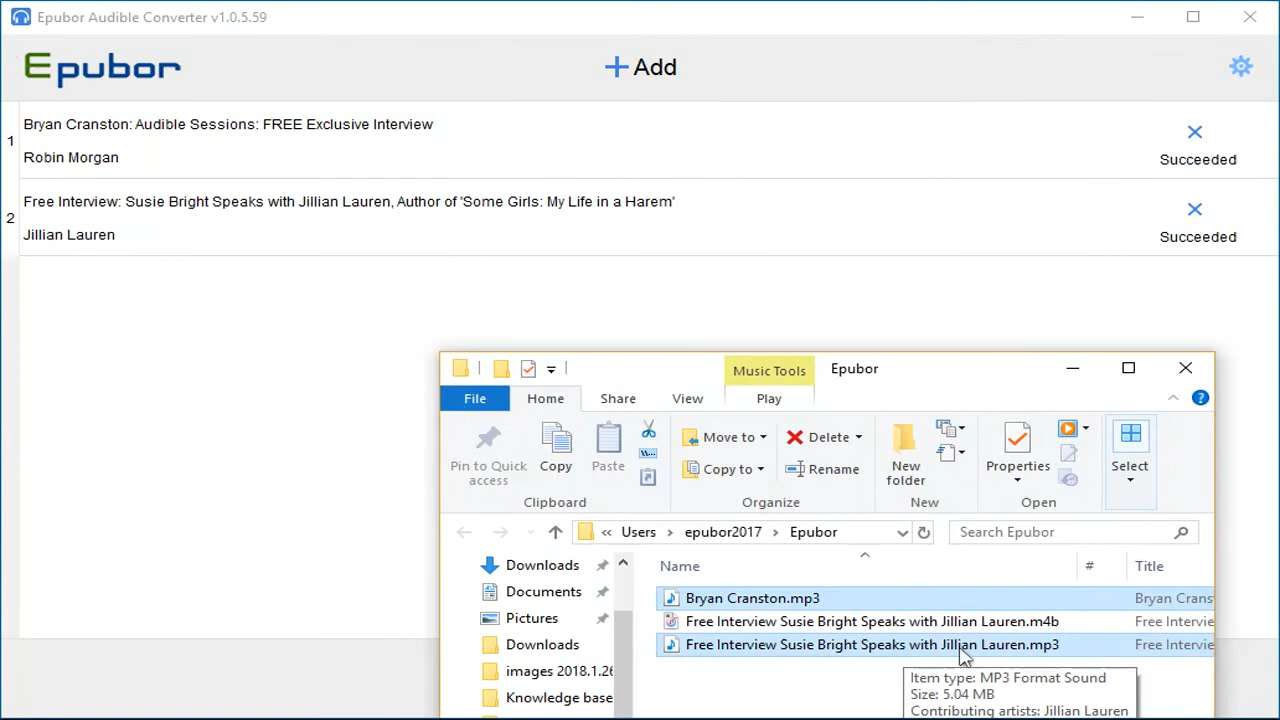 Epubor Audible Converter v1.0.5.59
Epubor
Add
1
Bryan Cranston: Audible Sessions: FREE Exclusive Interview
Robin Morgan
Succeeded
2
Free Interview: Susie Bright Speaks with Jillian Lauren, Author of 'Some Girls: My Life in a Harem'
Jillian Lauren
Succeeded
Music Tools
Epubor
File
Home
Share
View
Play
Pin to Quick access
Copy
Paste
Clipboard
Move to
Copy to
Delete
Rename
Organize
New folder
New
Properties
Open
Select
« Users > epubor2017 > Epubor
Search Epubor
Downloads
Documents
Pictures
Downloads
images 2018.1.26
Knowledge base
Name
#
Title
Bryan Cranston.mp3
Bryan Crans
Free Interview Susie Bright Speaks with Jillian Lauren.m4b
Free Intervie
Free Interview Susie Bright Speaks with Jillian Lauren.mp3
Free Intervie
Item type: MP3 Format Sound
Size: 5.04 MB
Contributing artists: Jillian Lauren